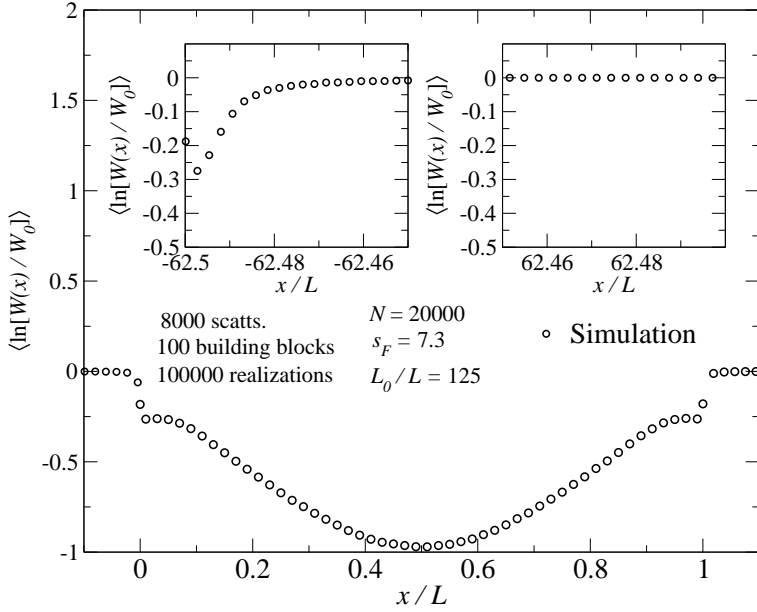 2
1.5
1
0.5
0
-0.5
-1
0
0.2
0.4
0.6
0.8
1
x / L
⟨ln[W(x) / W0]⟩
0
-0.1
-0.2
-0.3
-0.4
-0.5
-62.5
-62.48
-62.46
x / L
⟨ln[W(x) / W0]⟩
0
-0.1
-0.2
-0.3
-0.4
-0.5
62.46
62.48
x / L
⟨ln[W(x) / W0]⟩
8000 scatts.
100 building blocks
100000 realizations
N = 20000
sF = 7.3
L0 / L = 125
Simulation